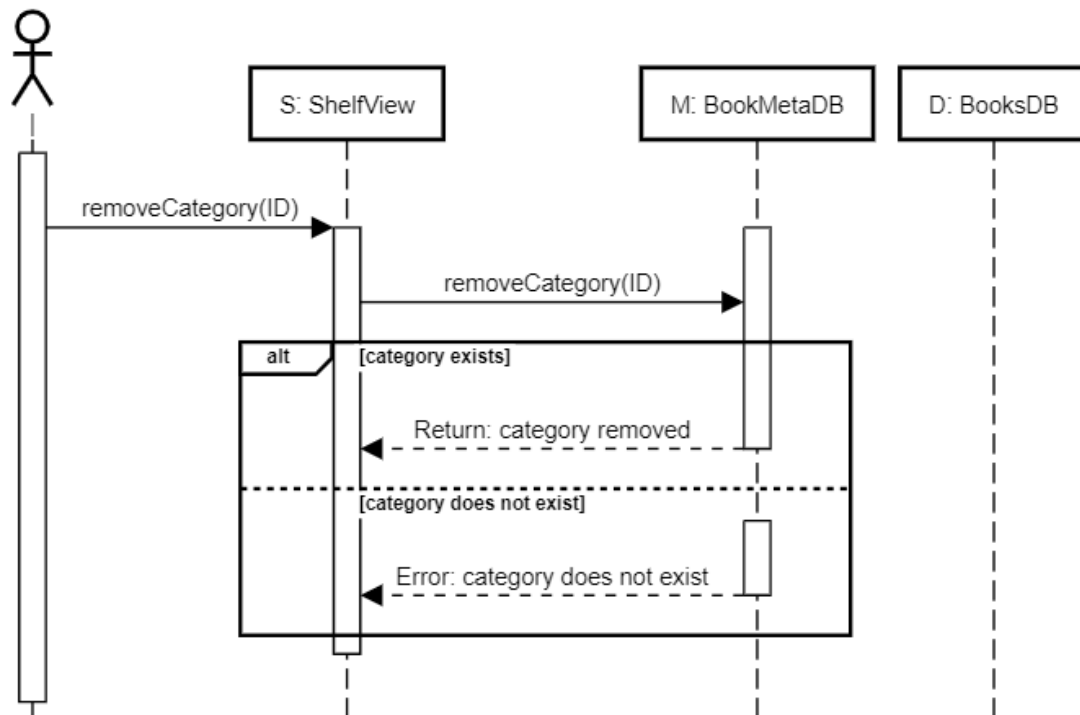 S: ShelfView
M: BookMetaDB
D: BooksDB
removeCategory(ID)
removeCategory(ID)
alt
[category exists]
Return: category removed
[category does not exist]
Error: category does not exist